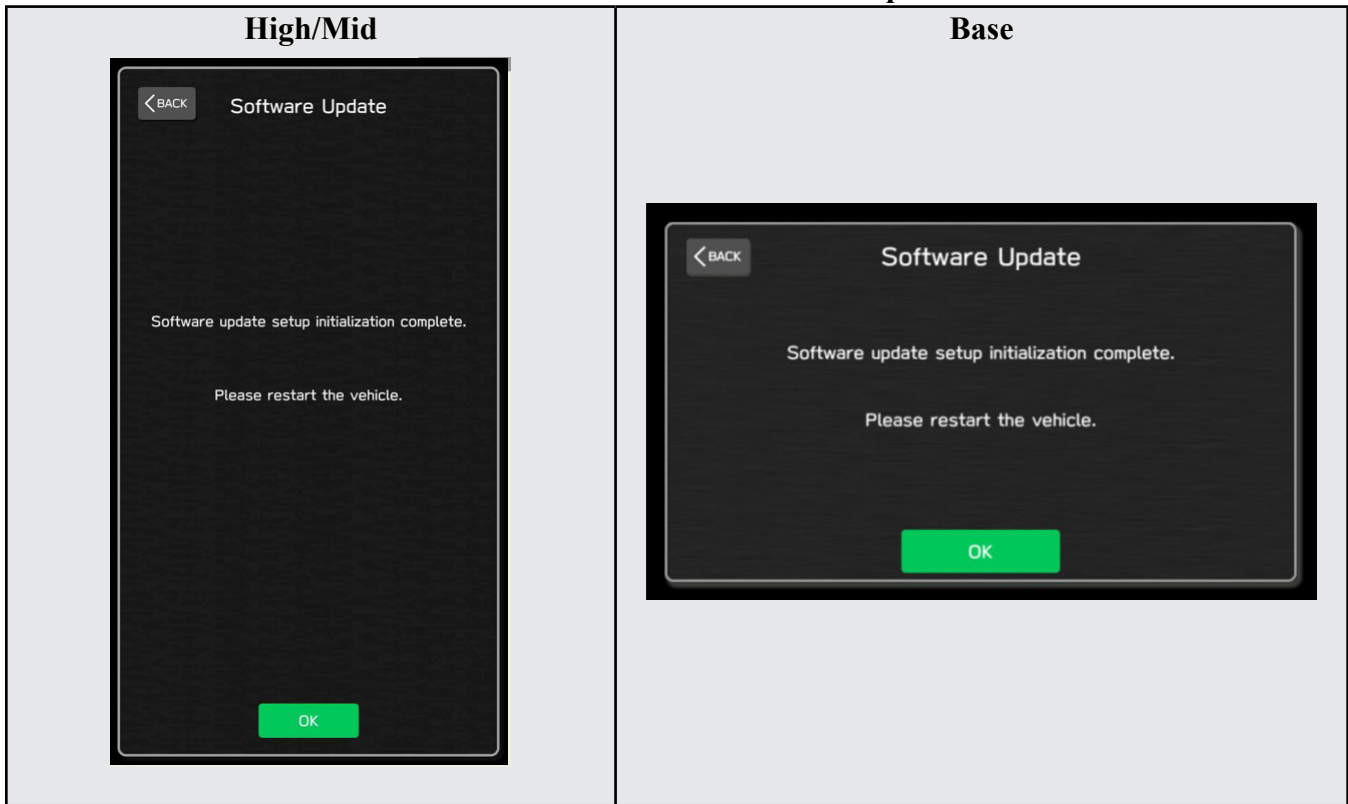 High/Mid
Base
BACK
Software Update
Software update setup initialization complete.
Please restart the vehicle.
OK
BACK
Software Update
Software update setup initialization complete.
Please restart the vehicle.
OK